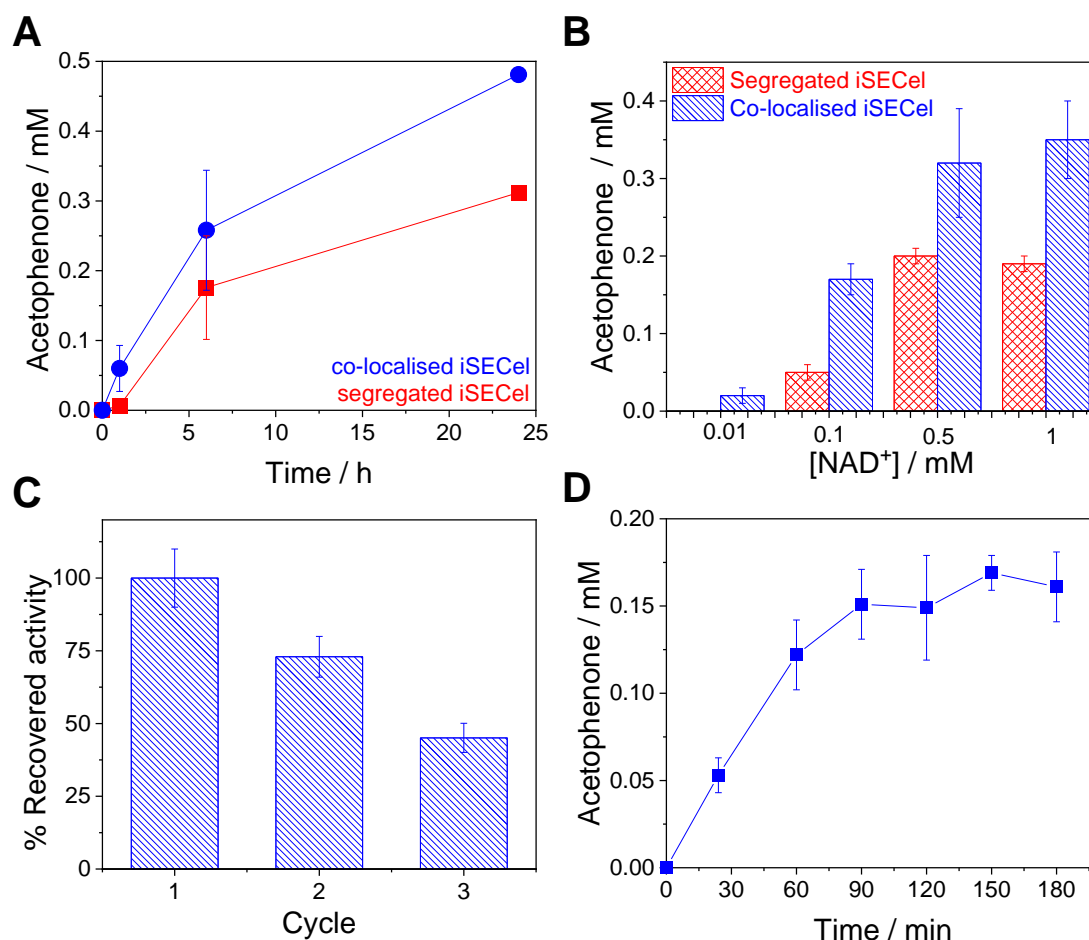 A
Acetophenone / mM
0.5
0.4
0.3
0.2
0.1
0.0
co-localised iSECel
segregated iSECel
0 5 10 15 20 25
Time / h
B
Acetophenone / mM
0.4
0.3
0.2
0.1
0.0
Segregated iSECel
Co-localised iSECel
0.01 0.1 0.5 1
[NAD⁺] / mM
C
% Recovered activity
100
75
50
25
0
1 2 3
Cycle
D
Acetophenone / mM
0.20
0.15
0.10
0.05
0.00
0 30 60 90 120 150 180
Time / min